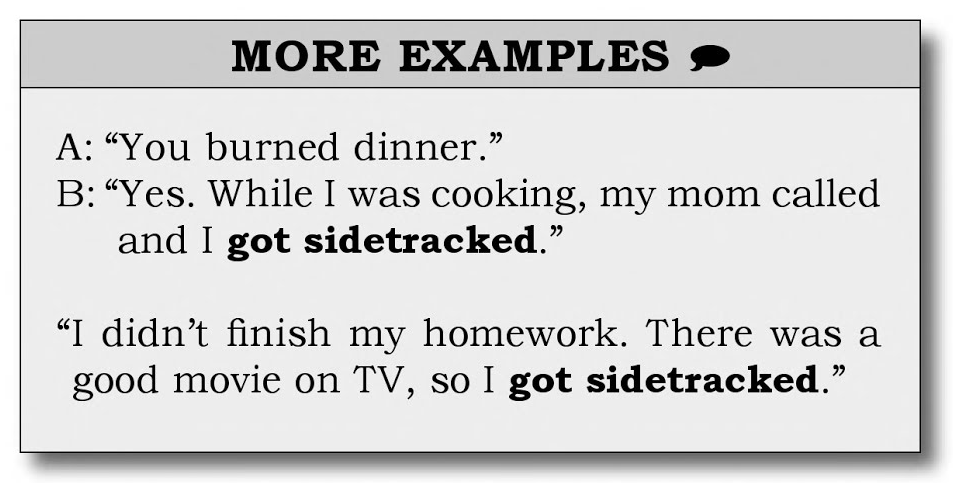 MORE EXAMPLES
A: “You burned dinner.”
B: “Yes. While I was cooking, my mom called
and I got sidetracked.”
“I didn’t finish my homework. There was a
good movie on TV, so I got sidetracked.”